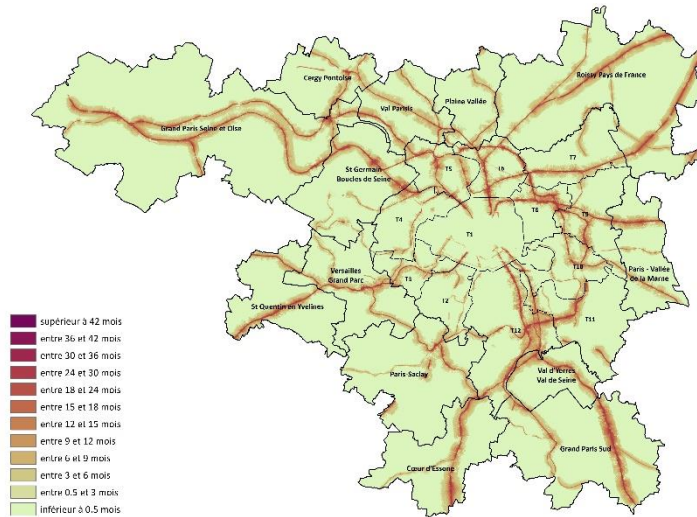 Cergy Pontoise
Roissy Pays de France
Val Parisis
Plaine Vallée
Grand Paris Seine et Oise
T7
St Germain
Boucles de Seine
T5
T6
T8
T9
T4
T1
Versailles
Grand Parc
T10
Paris - Vallée
de la Marne
St Quentin en Yvelines
T2
T12
T11
Paris-Saclay
Val d'Yerres
Val de Seine
Cœur d'Essone
Grand Paris Sud
supérieur à 42 mois
entre 36 et 42 mois
entre 30 et 36 mois
entre 24 et 30 mois
entre 18 et 24 mois
entre 15 et 18 mois
entre 12 et 15 mois
entre 9 et 12 mois
entre 6 et 9 mois
entre 3 et 6 mois
entre 0.5 et 3 mois
inférieur à 0.5 mois